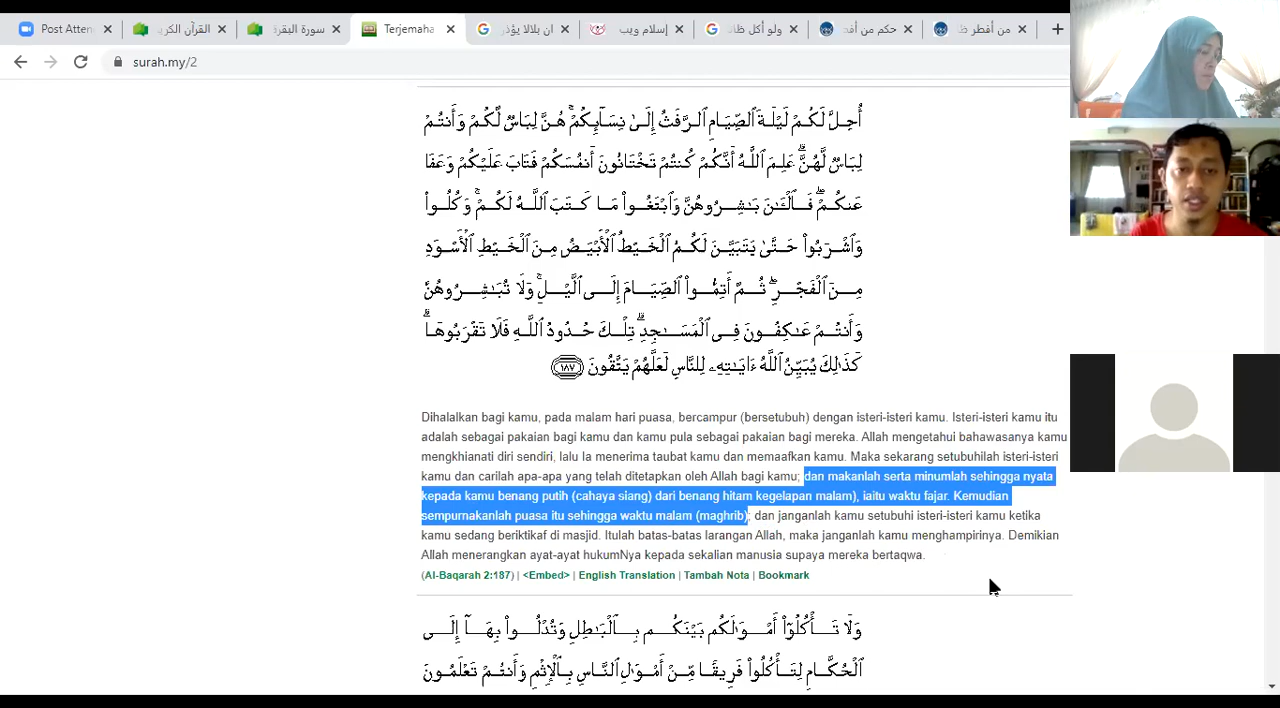 Post Atten
القرآن الكري
سورة البقرة
Terjemaha
ان بلالا يؤذ
إسلام ويب
ولو أكل ظان
حكم من أفط
من أفطر ظ
surah.my/2
أُحِلَّ لَكُمْ لَيْلَةَ ٱلصِّيَامِ ٱلرَّفَثُ إِلَىٰ نِسَآئِكُمْ ۚ هُنَّ لِبَاسٌ لَّكُمْ وَأَنتُمْ
لِبَاسٌ لَّهُنَّ ۗ عَلِمَ ٱللَّهُ أَنَّكُمْ كُنتُمْ تَخْتَانُونَ أَنفُسَكُمْ فَتَابَ عَلَيْكُمْ وَعَفَا
عَنكُمْ ۖ فَٱلْـَٰٔنَ بَـٰشِرُوهُنَّ وَٱبْتَغُوا۟ مَا كَتَبَ ٱللَّهُ لَكُمْ ۚ وَكُلُوا۟
وَٱشْرَبُوا۟ حَتَّىٰ يَتَبَيَّنَ لَكُمُ ٱلْخَيْطُ ٱلْأَبْيَضُ مِنَ ٱلْخَيْطِ ٱلْأَسْوَدِ
مِنَ ٱلْفَجْرِ ۖ ثُمَّ أَتِمُّوا۟ ٱلصِّيَامَ إِلَى ٱلَّيْلِ ۚ وَلَا تُبَـٰشِرُوهُنَّ
وَأَنتُمْ عَـٰكِفُونَ فِى ٱلْمَسَـٰجِدِ ۗ تِلْكَ حُدُودُ ٱللَّهِ فَلَا تَقْرَبُوهَا ۗ
كَذَٰلِكَ يُبَيِّنُ ٱللَّهُ ءَايَـٰتِهِۦ لِلنَّاسِ لَعَلَّهُمْ يَتَّقُونَ ١٨٧
Dihalalkan bagi kamu, pada malam hari puasa, bercampur (bersetubuh) dengan isteri-isteri kamu. Isteri-isteri kamu itu
adalah sebagai pakaian bagi kamu dan kamu pula sebagai pakaian bagi mereka. Allah mengetahui bahawasanya kamu
mengkhianati diri sendiri, lalu Ia menerima taubat kamu dan memaafkan kamu. Maka sekarang setubuhilah isteri-isteri
kamu dan carilah apa-apa yang telah ditetapkan oleh Allah bagi kamu; dan makanlah serta minumlah sehingga nyata
kepada kamu benang putih (cahaya siang) dari benang hitam kegelapan malam), iaitu waktu fajar. Kemudian
sempurnakanlah puasa itu sehingga waktu malam (maghrib); dan janganlah kamu setubuhi isteri-isteri kamu ketika
kamu sedang beriktikaf di masjid. Itulah batas-batas larangan Allah, maka janganlah kamu menghampirinya. Demikian
Allah menerangkan ayat-ayat hukumNya kepada sekalian manusia supaya mereka bertaqwa.
(Al-Baqarah 2:187) | <Embed> | English Translation | Tambah Nota | Bookmark
وَلَا تَأْكُلُوٓا۟ أَمْوَٰلَكُم بَيْنَكُم بِٱلْبَـٰطِلِ وَتُدْلُوا۟ بِهَآ إِلَى
ٱلْحُكَّامِ لِتَأْكُلُوا۟ فَرِيقًا مِّنْ أَمْوَٰلِ ٱلنَّاسِ بِٱلْإِثْمِ وَأَنتُمْ تَعْلَمُونَ